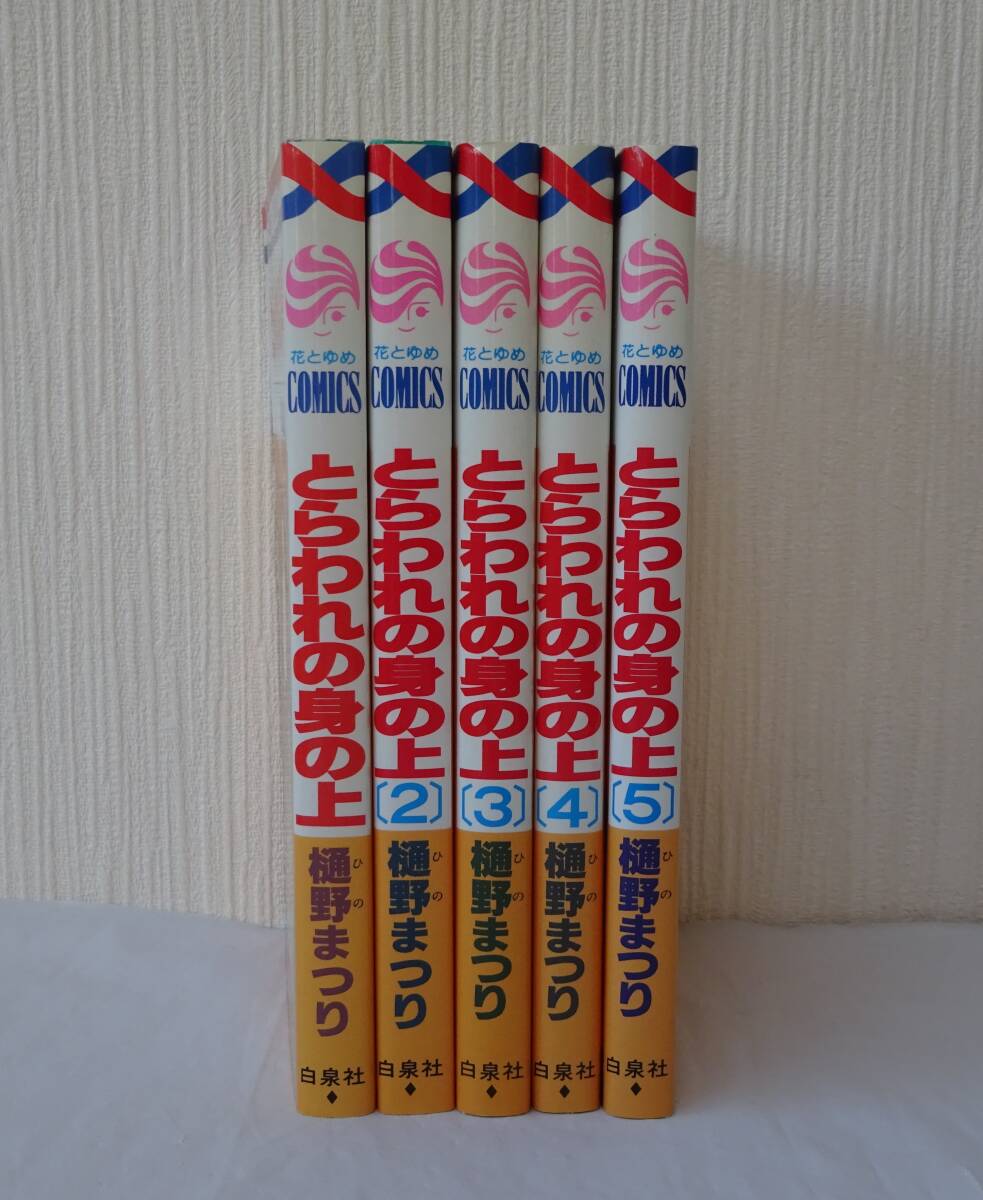 花とゆめ
COMICS
とらわれの身の上
樋野まつり
ひの
白泉社
花とゆめ
COMICS
とらわれの身の上
〔2〕
樋野まつり
ひの
白泉社
花とゆめ
COMICS
とらわれの身の上
〔3〕
樋野まつり
ひの
白泉社
花とゆめ
COMICS
とらわれの身の上
〔4〕
樋野まつり
ひの
白泉社
花とゆめ
COMICS
とらわれの身の上
〔5〕
樋野まつり
ひの
白泉社